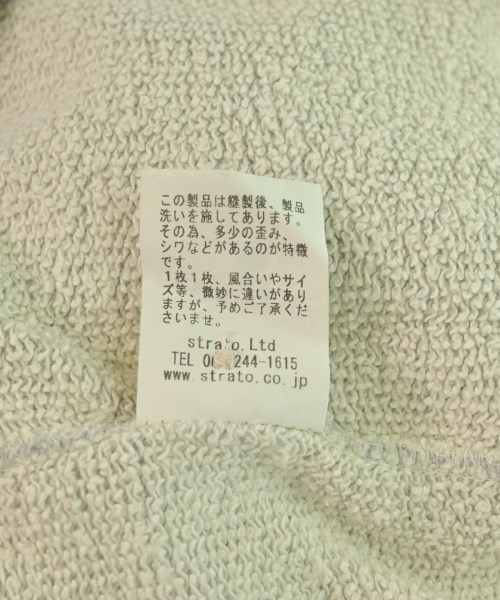 この製品は縫製後、製品
洗いを施してあります。
その為、多少の歪み、
シワなどがあるのが特徴
です。
1枚1枚、風合いやサイ
ズ等、微妙に違いがあり
ますが、予めご了承くだ
さいませ。
strato.Ltd
TEL 244-1615
www.strato.co.jp